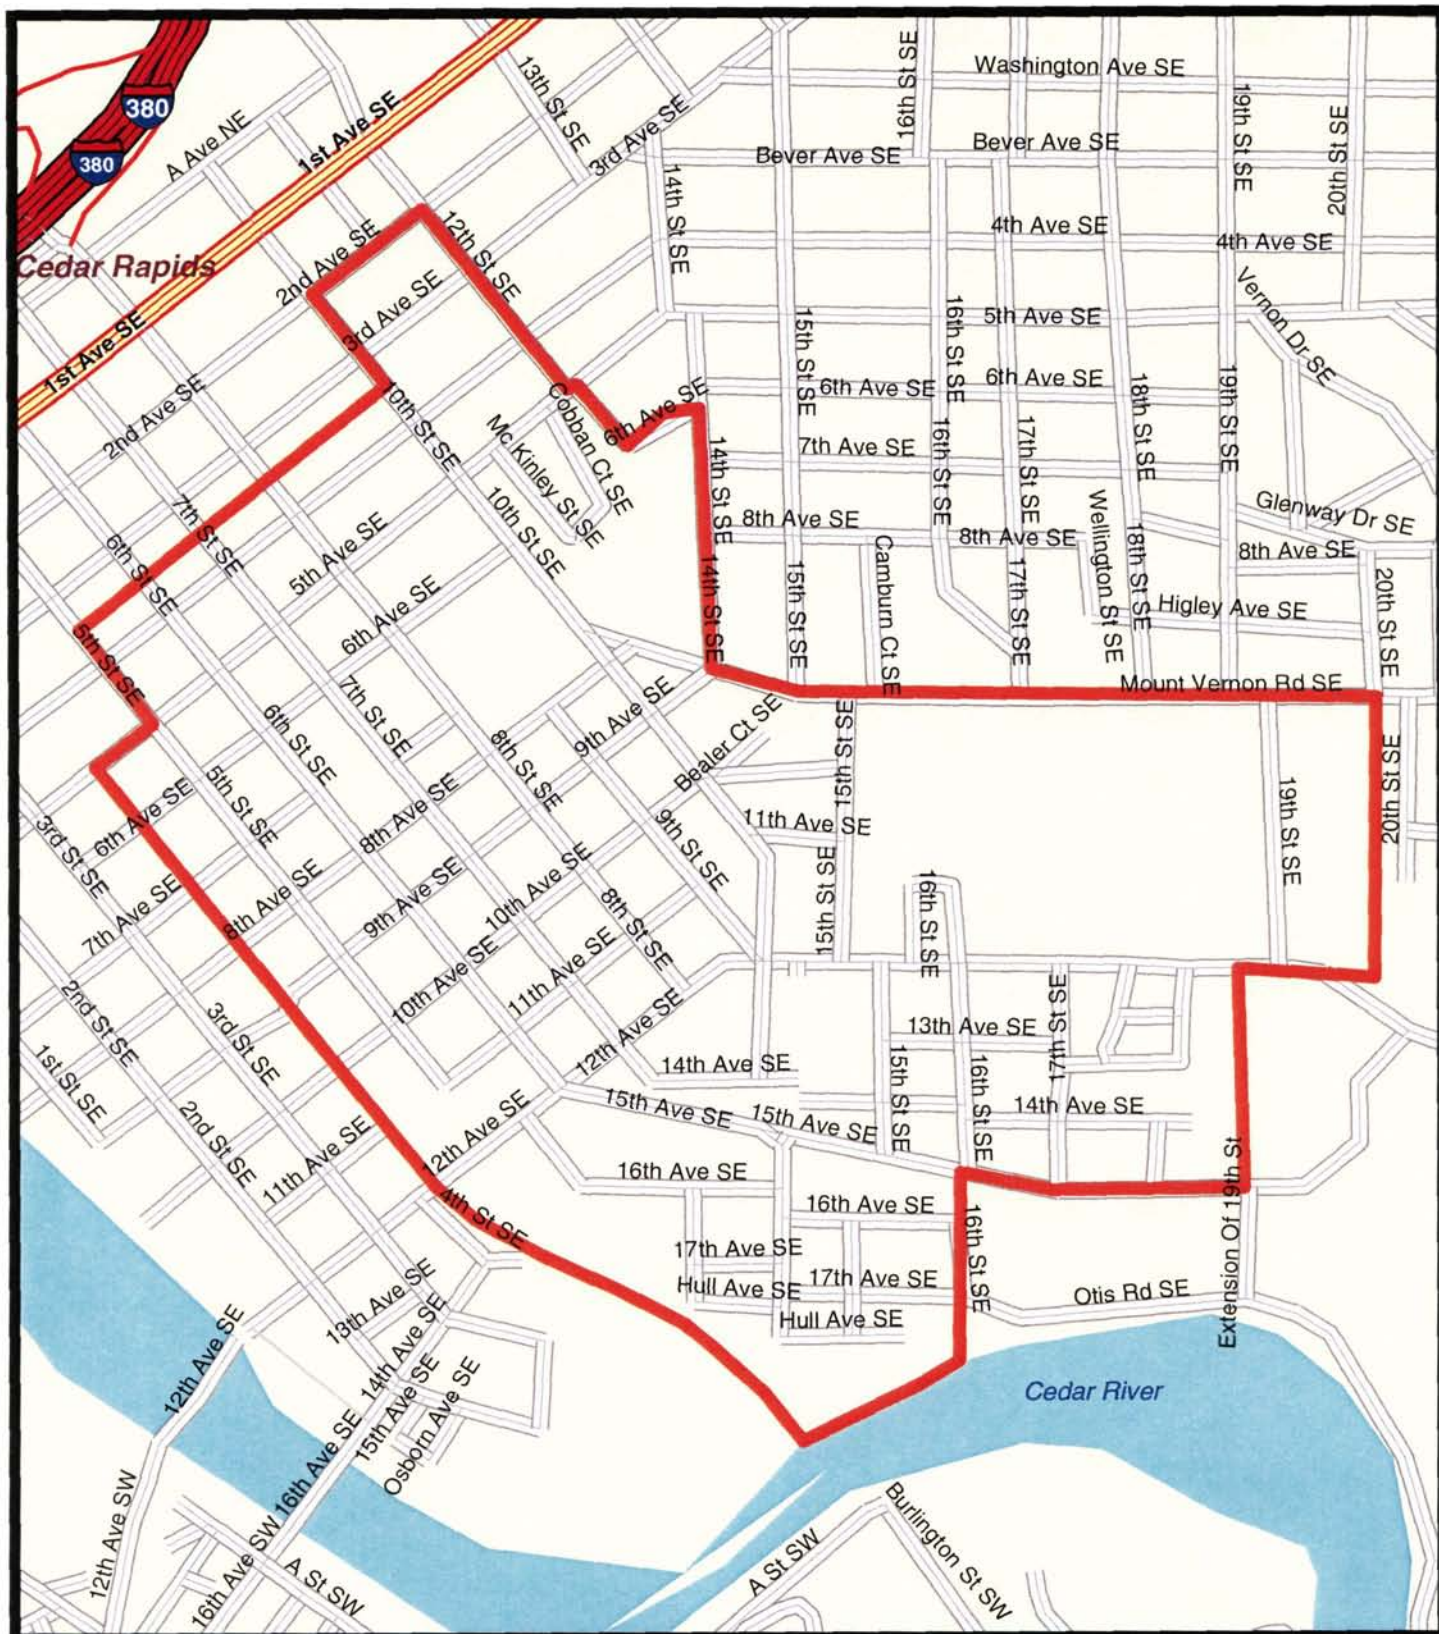 380
380
A Ave NE
1st Ave SE
13th St SE
3rd Ave SE
16th St SE
Washington Ave SE
19th St SE
20th St SE
Bever Ave SE
Bever Ave SE
14th St SE
4th Ave SE
4th Ave SE
Cedar Rapids
2nd Ave SE
12th St SE
3rd Ave SE
1st Ave SE
Vernon Dr SE
15th St SE
16th St SE
5th Ave SE
2nd Ave SE
10th St SE
Cobban Ct SE
6th Ave SE
6th Ave SE
6th Ave SE
18th St SE
19th St SE
Mc Kinley St SE
14th St SE
7th Ave SE
16th St SE
17th St SE
10th St SE
7th St SE
6th St SE
5th Ave SE
8th Ave SE
8th Ave SE
Wellington St SE
18th St SE
Glenway Dr SE
8th Ave SE
14th St SE
15th St SE
Camburn Ct SE
17th St SE
Higley Ave SE
20th St SE
6th Ave SE
5th St SE
Mount Vernon Rd SE
7th St SE
6th St SE
8th St SE
9th Ave SE
Bealer Ct SE
15th St SE
19th St SE
20th St SE
5th St SE
6th Ave SE
3rd St SE
8th Ave SE
9th St SE
11th Ave SE
15th St SE
7th Ave SE
8th Ave SE
9th Ave SE
10th Ave SE
8th St SE
16th St SE
2nd St SE
3rd St SE
10th Ave SE
11th Ave SE
12th Ave SE
17th St SE
13th Ave SE
1st St SE
14th Ave SE
15th St SE
16th St SE
14th Ave SE
2nd St SE
11th Ave SE
12th Ave SE
15th Ave SE
15th Ave SE
4th St SE
16th Ave SE
16th Ave SE
16th St SE
Extension Of 19th St
17th Ave SE
Hull Ave SE
17th Ave SE
Hull Ave SE
Otis Rd SE
13th Ave SE
12th Ave SE
14th Ave SE
15th Ave SE
Osborn Ave SE
16th Ave SE
Cedar River
12th Ave SW
16th Ave SW
A St SW
A St SW
Burlington St SW